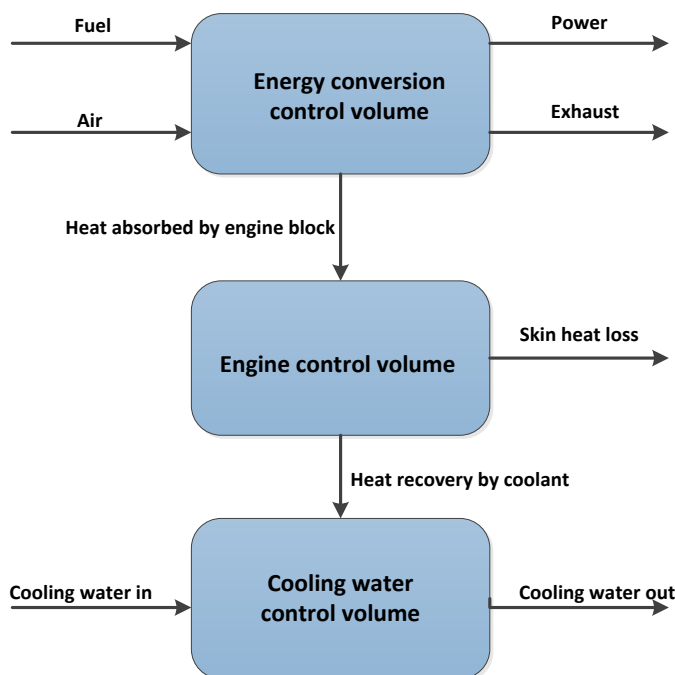 Fuel
Power
Energy conversion
control volume
Air
Exhaust
Heat absorbed by engine block
Skin heat loss
Engine control volume
Heat recovery by coolant
Cooling water in
Cooling water
control volume
Cooling water out